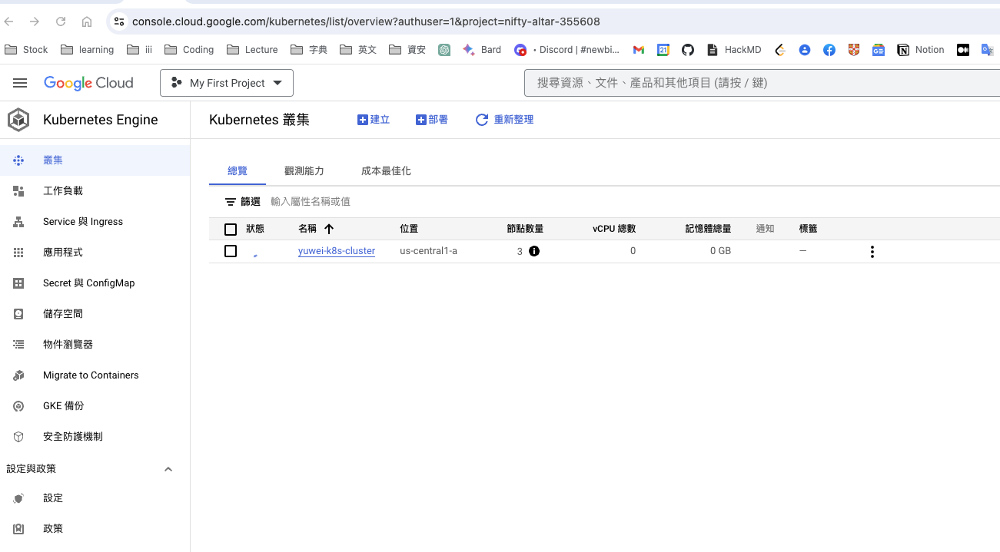 console.cloud.google.com/kubernetes/list/overview?authuser=1&project=nifty-altar-355608
Stock learning iii Coding Lecture 字典 英文 資安 Bard • Discord | #newbi... HackMD Notion
Google Cloud My First Project 搜尋資源、文件、產品和其他項目 (請按 / 鍵)
Kubernetes Engine
Kubernetes 叢集 建立 部署 重新整理
叢集
工作負載
Service 與 Ingress
應用程式
Secret 與 ConfigMap
儲存空間
物件瀏覽器
Migrate to Containers
GKE 備份
安全防護機制
設定與政策
設定
政策
總覽 觀測能力 成本最佳化
篩選 輸入屬性名稱或值
狀態 名稱 位置 節點數量 vCPU 總數 記憶體總量 通知 標籤
yuwei-k8s-cluster us-central1-a 3 0 0 GB —